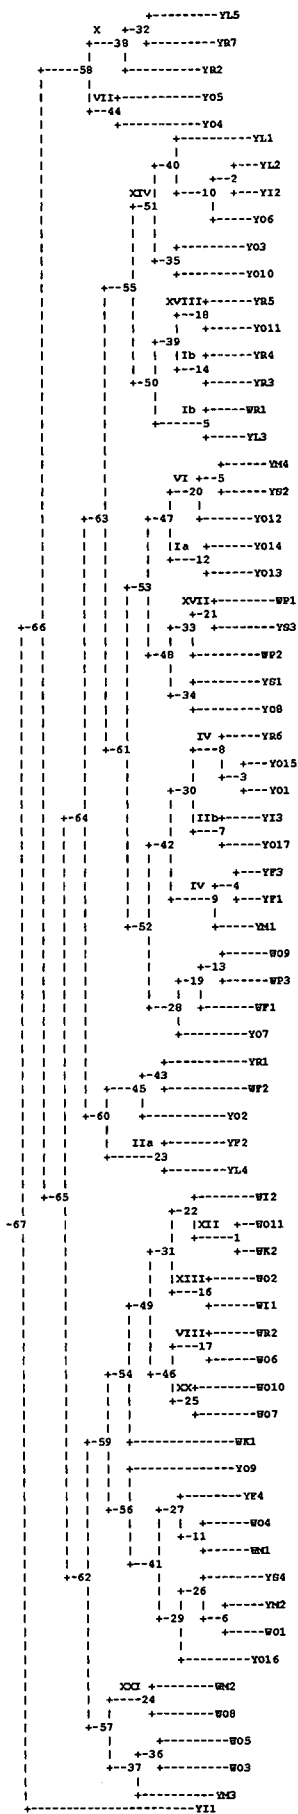 YL5
X 32
38 YR7
58 YR2
VII YO5
44
YO4
YL1
40 YL2
2
XIV 10 YI2
51
YO6
YO3
35
YO10
55
XVIII YR5
18
YO11
39
Ib YR4
14
50 YR3
Ib WR1
5
YL3
YM4
VI 5
20 YS2
63 47 YO12
Ia YO14
12
53 YO13
XVII WP1
21
66 33 YS3
48 WP2
YS1
34
YO8
IV YR6
61 8
YO15
3
30 YO1
64 IIb YI3
7
42 YO17
YF3
IV 4
9 YF1
52 YM1
WO9
13
19 WP3
28 WF1
YO7
YR1
43
45 WF2
60 YO2
IIa YF2
23
YL4
65 WI2
22
67 XII WO11
1
31 WK2
XIII WO2
16
49 WI1
VIII WR2
17
WO6
54 46
XX WO10
25
WO7
59 WK1
YO9
YF4
56 27
WO4
11
WM1
41
62 26 YS4
YM2
29 6
WO1
YO16
XXI WM2
24
57 WO8
WO5
36
37 WO3
YM3
YI1